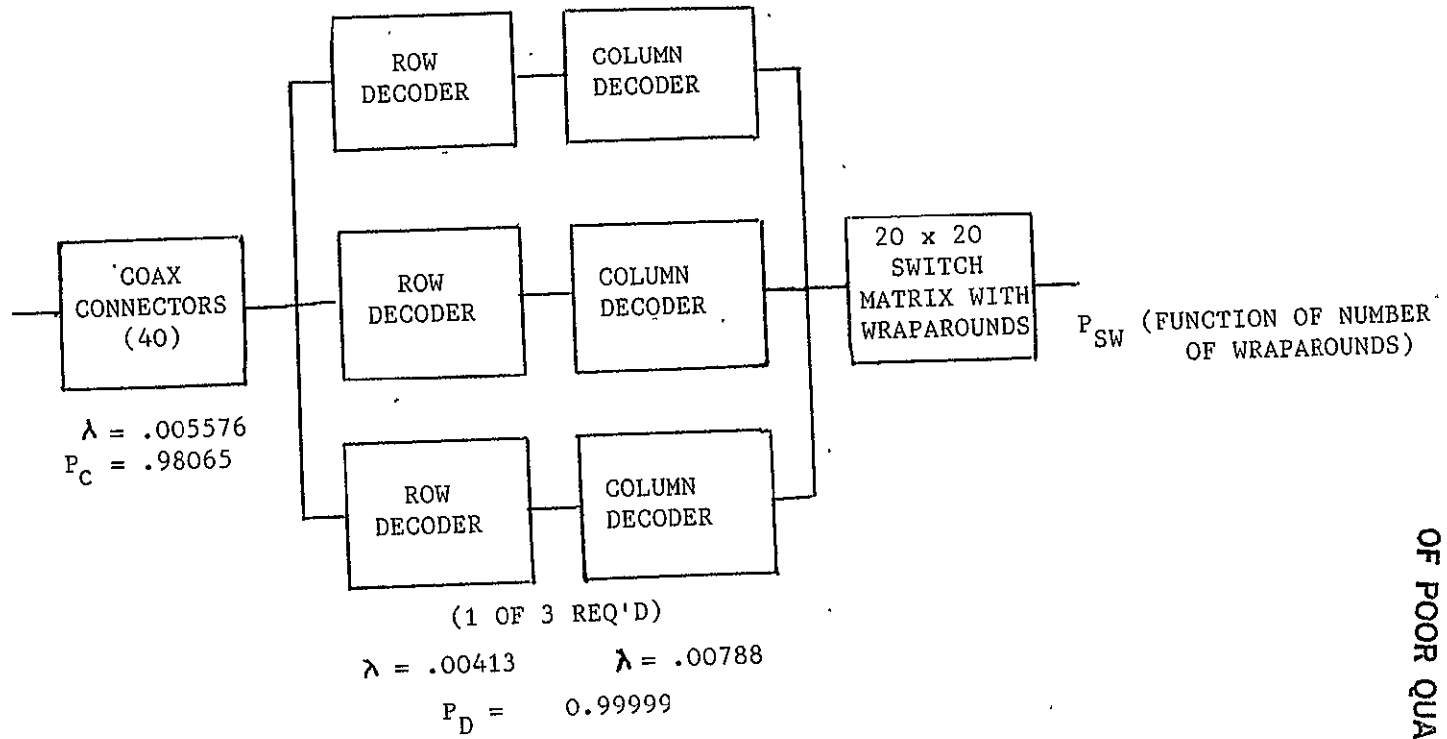 ROW
DECODER
COLUMN
DECODER
COAX
CONNECTORS
(40)
ROW
DECODER
COLUMN
DECODER
20 x 20
SWITCH
MATRIX WITH
WRAPAROUNDS
P_SW (FUNCTION OF NUMBER
OF WRAPAROUNDS)
λ = .005576
P_C = .98065
ROW
DECODER
COLUMN
DECODER
(1 OF 3 REQ'D)
λ = .00413 λ = .00788
P_D = 0.99999
OF POOR QUA